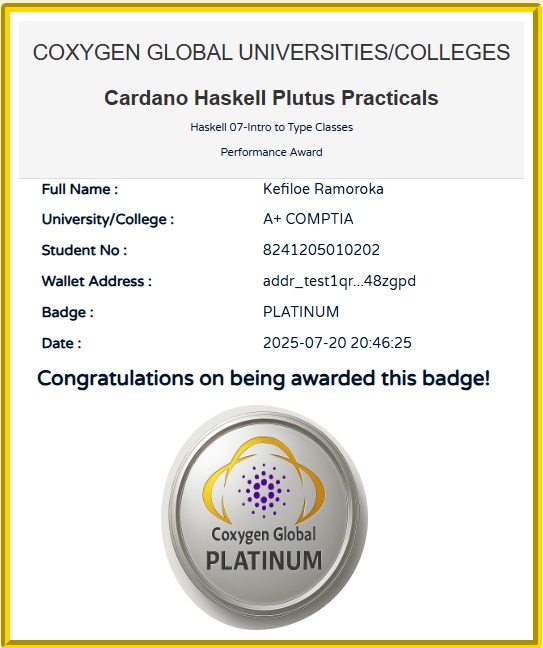 COXYGEN GLOBAL UNIVERSITIES/COLLEGES
Cardano Haskell Plutus Practicals
Haskell 07-Intro to Type Classes
Performance Award
Full Name : Kefiloe Ramoroka
University/College : A+ COMPTIA
Student No : 8241205010202
Wallet Address : addr_test1qr...48zgpd
Badge : PLATINUM
Date : 2025-07-20 20:46:25
Congratulations on being awarded this badge!
Coxygen Global
PLATINUM